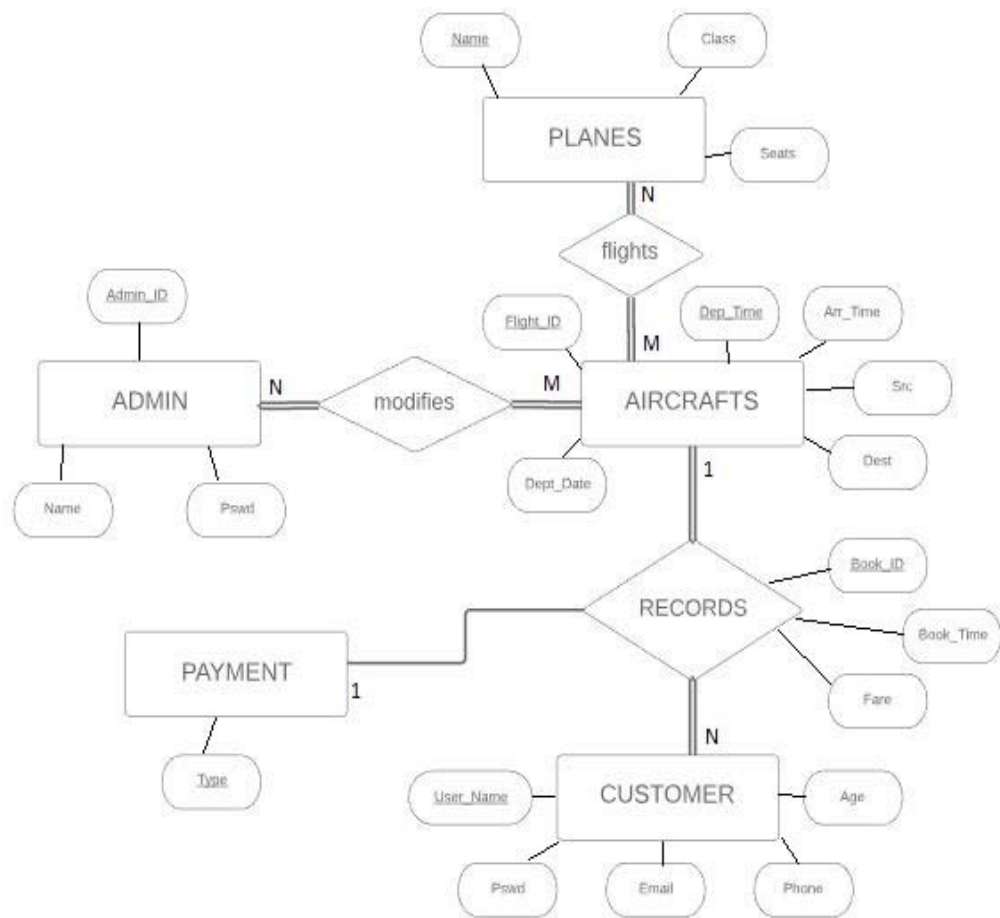 Name
Class
PLANES
Seats
N
flights
Admin_ID
Flight_ID
Dep_Time
Arr_Time
M
ADMIN
N
modifies
M
AIRCRAFTS
Src
Dest
Name
Pswd
Dept_Date
1
Book_ID
RECORDS
Book_Time
PAYMENT
1
Fare
Type
N
User_Name
CUSTOMER
Age
Pswd
Email
Phone